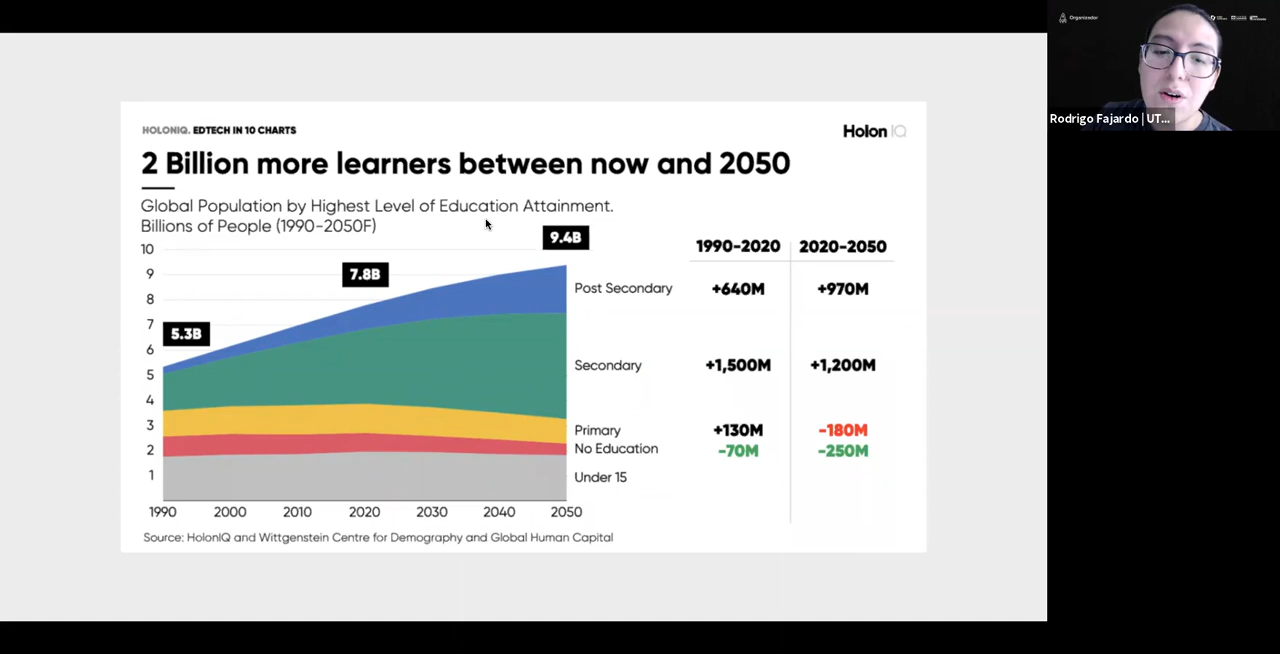 HOLONIQ. EDTECH IN 10 CHARTS
Holon IQ
2 Billion more learners between now and 2050
Global Population by Highest Level of Education Attainment.
Billions of People (1990-2050F)
10
9
8
7
6
5
4
3
2
1
5.3B
7.8B
9.4B
1990 2000 2010 2020 2030 2040 2050
1990-2020 2020-2050
Post Secondary +640M +970M
Secondary +1,500M +1,200M
Primary +130M -180M
No Education -70M -250M
Under 15
Source: HolonIQ and Wittgenstein Centre for Demography and Global Human Capital
Organizador
Rodrigo Fajardo | UT...